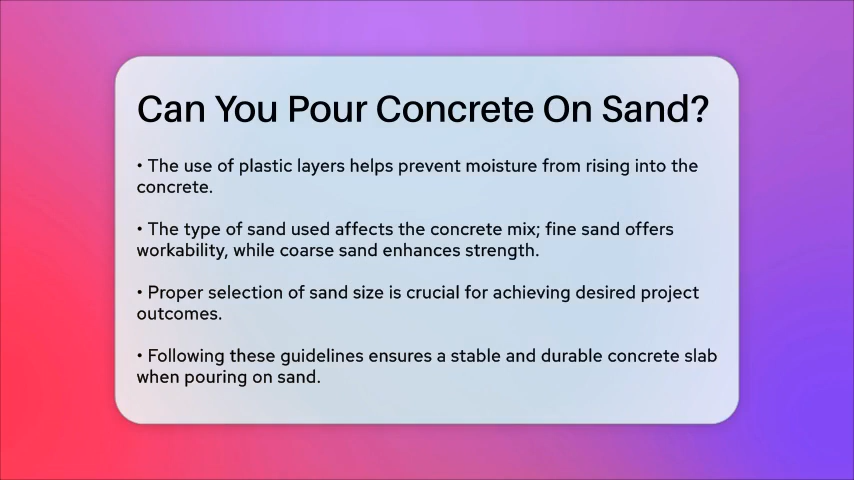 Can You Pour Concrete On Sand?
• The use of plastic layers helps prevent moisture from rising into the
concrete.
• The type of sand used affects the concrete mix; fine sand offers
workability, while coarse sand enhances strength.
• Proper selection of sand size is crucial for achieving desired project
outcomes.
• Following these guidelines ensures a stable and durable concrete slab
when pouring on sand.